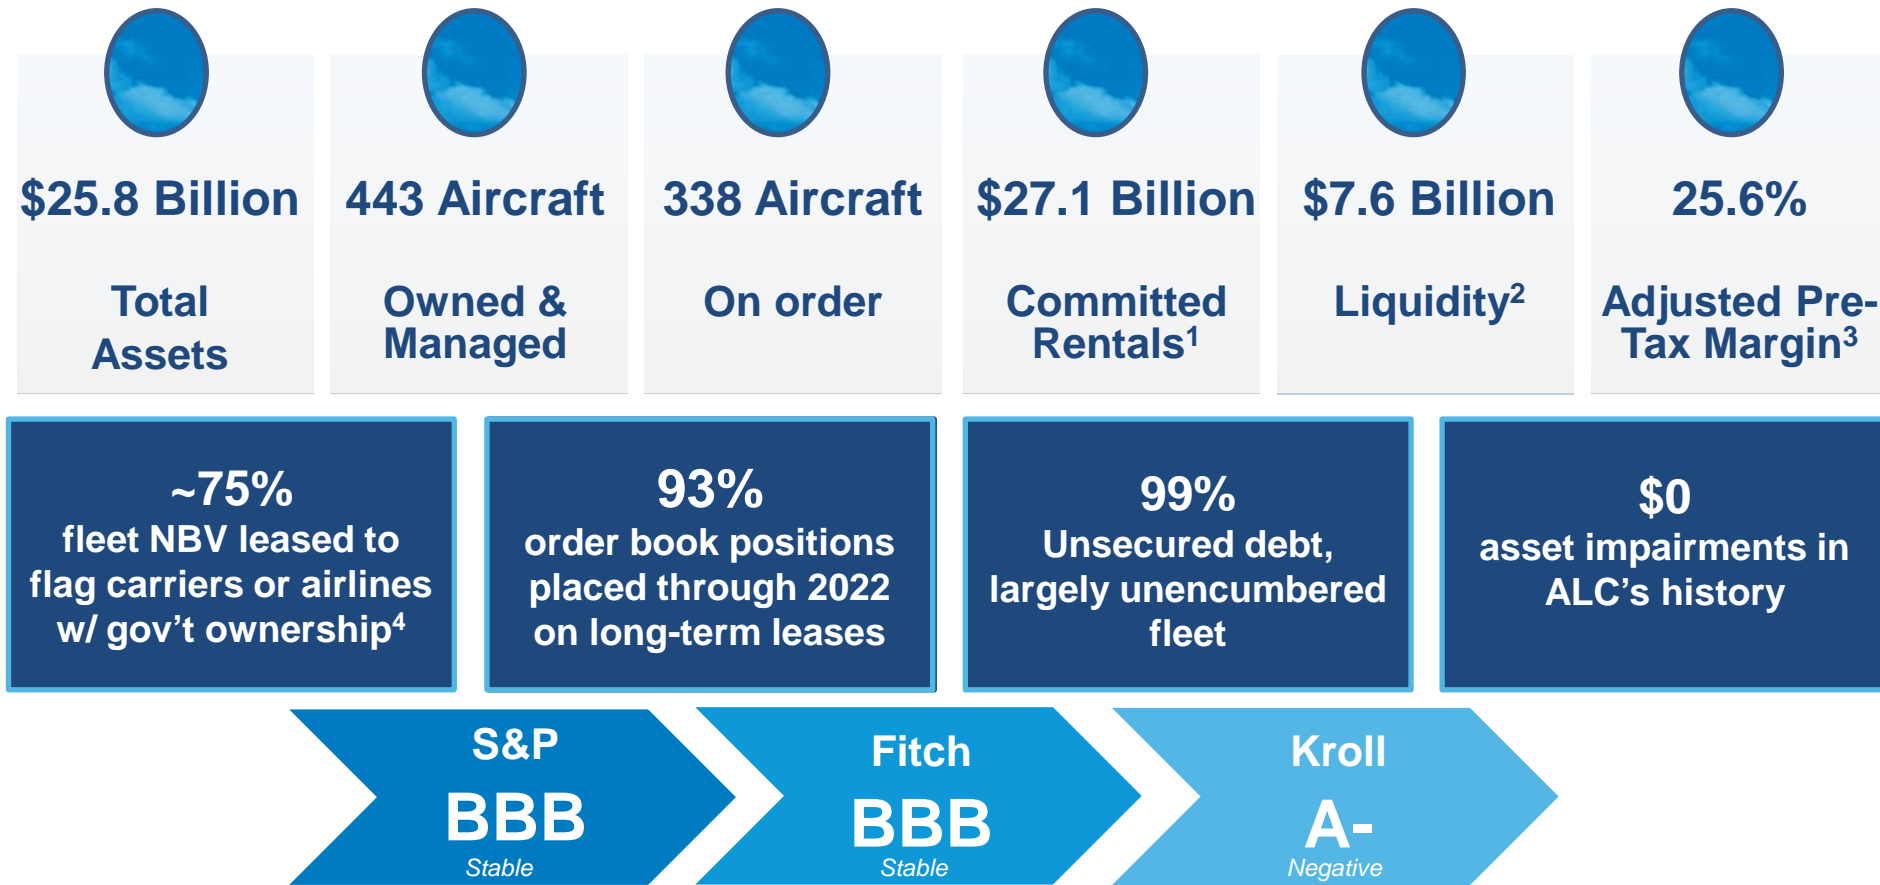 $25.8 Billion
Total
Assets
443 Aircraft
Owned &
Managed
338 Aircraft
On order
$27.1 Billion
Committed
Rentals¹
$7.6 Billion
Liquidity²
25.6%
Adjusted Pre-
Tax Margin³
~75%
fleet NBV leased to
flag carriers or airlines
w/ gov’t ownership⁴
93%
order book positions
placed through 2022
on long-term leases
99%
Unsecured debt,
largely unencumbered
fleet
$0
asset impairments in
ALC’s history
S&P
BBB
Stable
Fitch
BBB
Stable
Kroll
A-
Negative